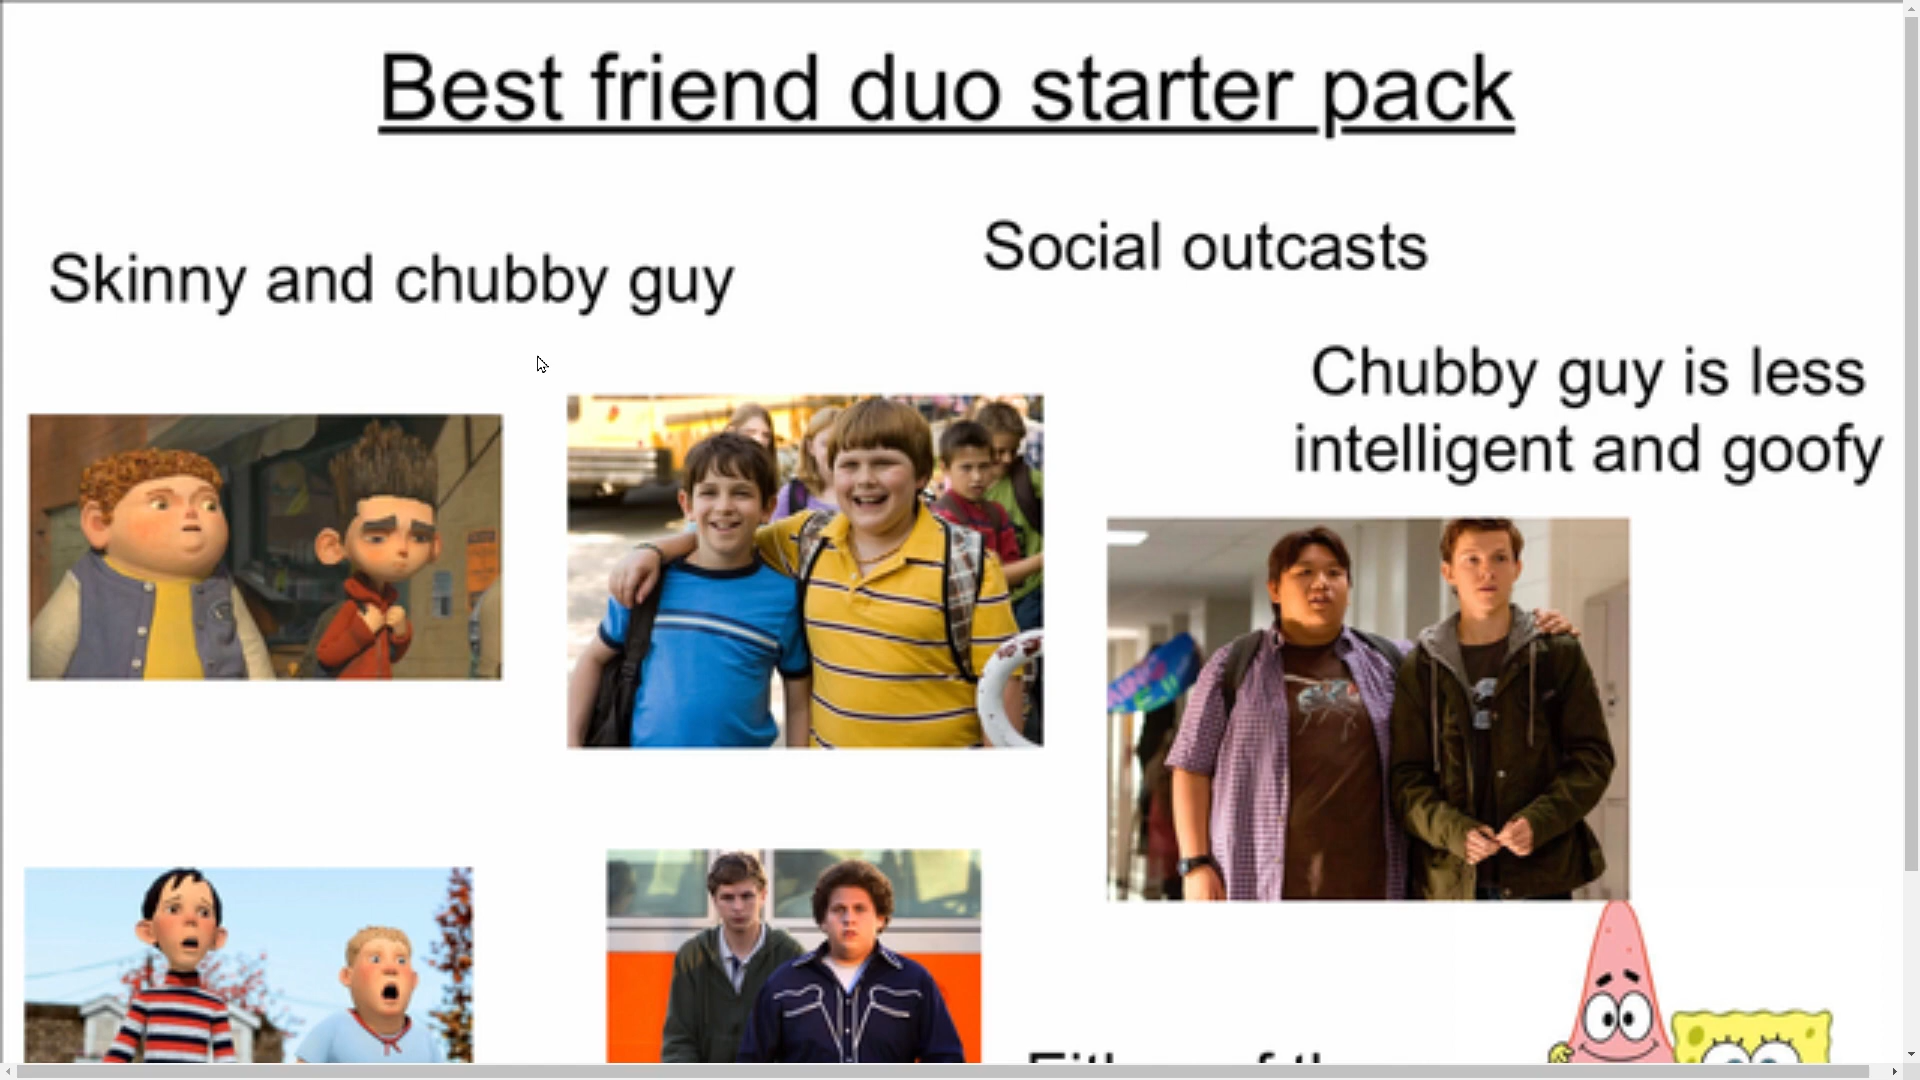 Best friend duo starter pack
Social outcasts
Skinny and chubby guy
Chubby guy is less
intelligent and goofy